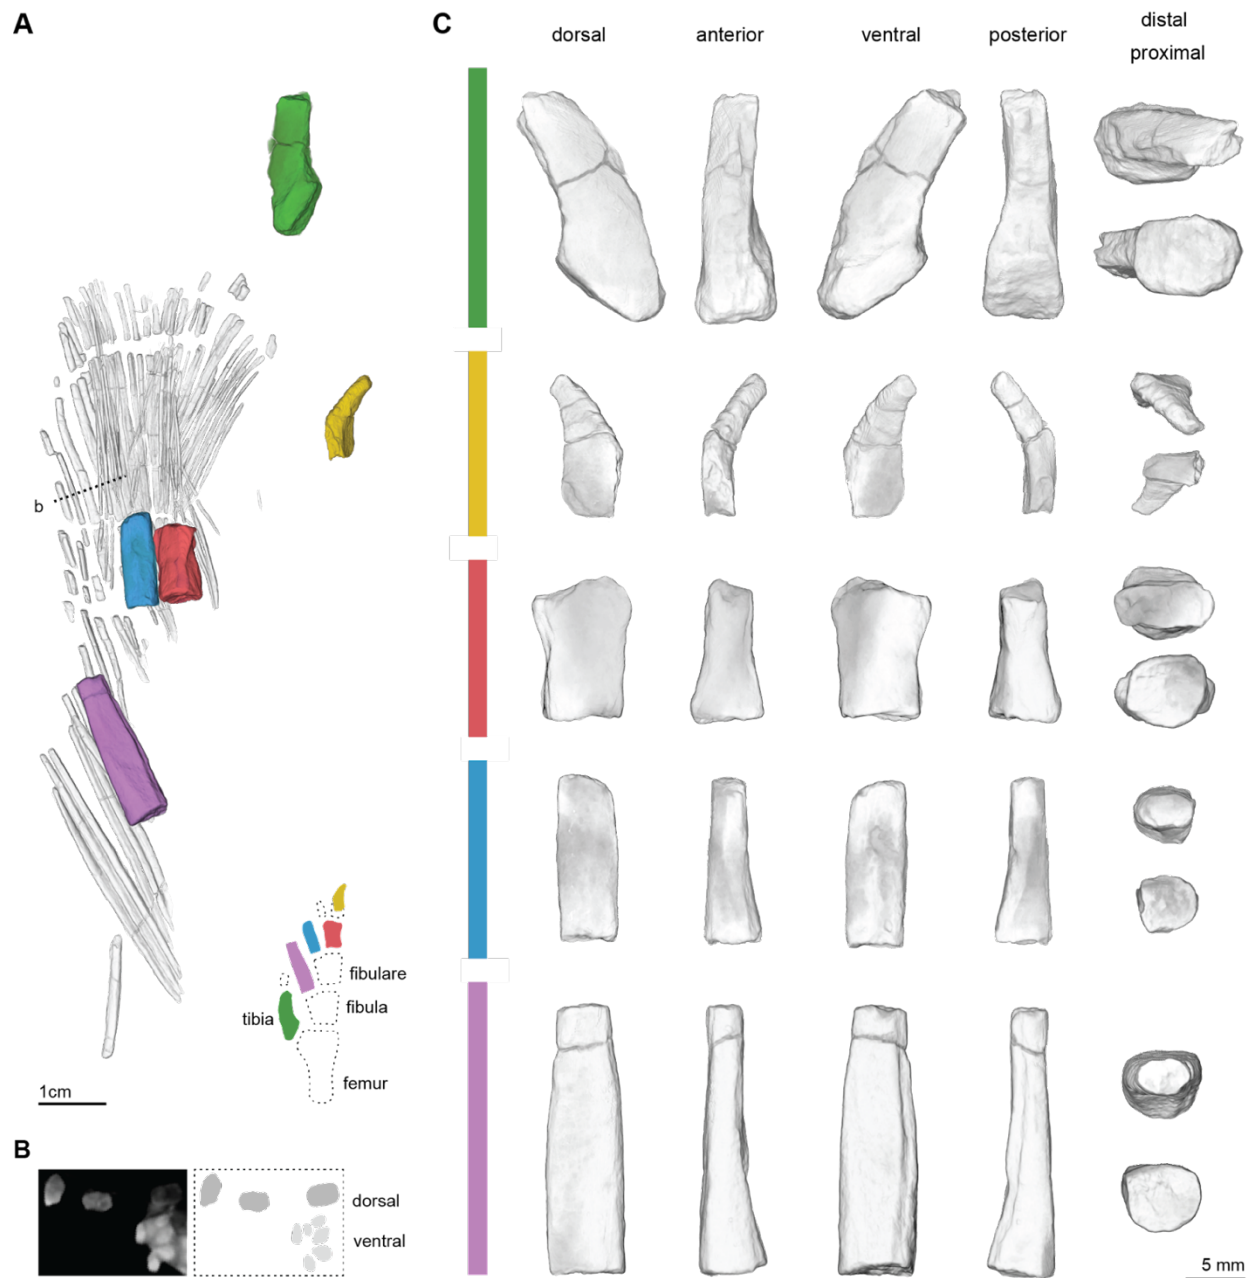 A
C
dorsal
anterior
ventral
posterior
distal
proximal
b
fibulare
tibia
fibula
femur
1cm
B
dorsal
ventral
5 mm